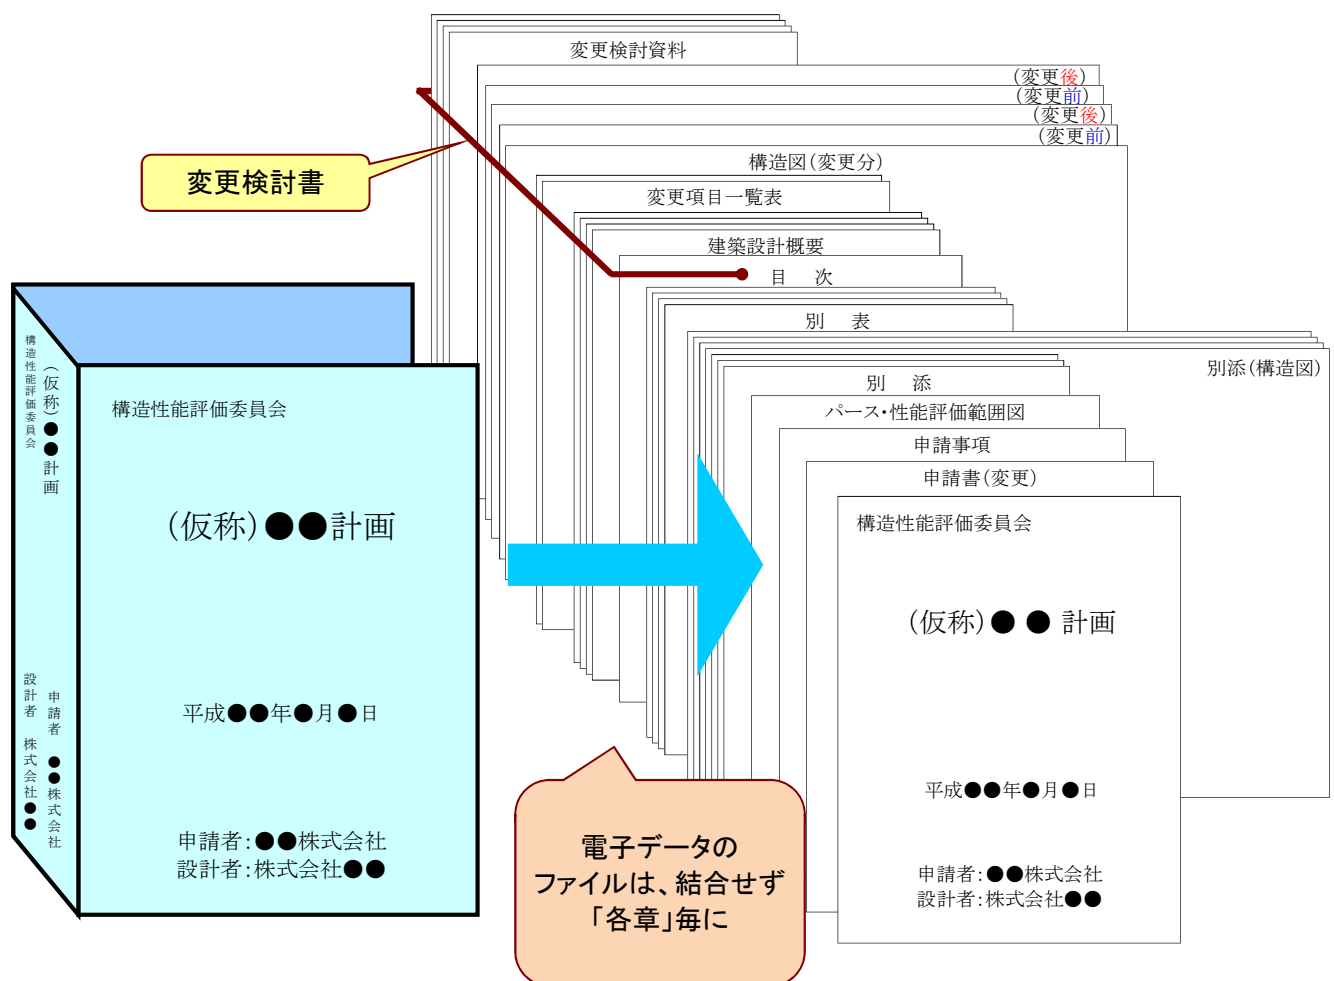 変更検討資料
(変更後)
(変更前)
(変更後)
(変更前)
構造図(変更分)
変更項目一覧表
建築設計概要
目 次
別 表
別添(構造図)
別 添
パース・性能評価範囲図
申請事項
申請書(変更)
構造性能評価委員会
(仮称)●●計画
平成●●年●月●日
申請者:●●株式会社
設計者:株式会社●●
変更検討書
構造性能評価委員会
(仮称)●●計画
設計者 株式会社●●
申請者 ●●株式会社
構造性能評価委員会
(仮称)●●計画
平成●●年●月●日
申請者:●●株式会社
設計者:株式会社●●
電子データの
ファイルは、結合せず
「各章」毎に